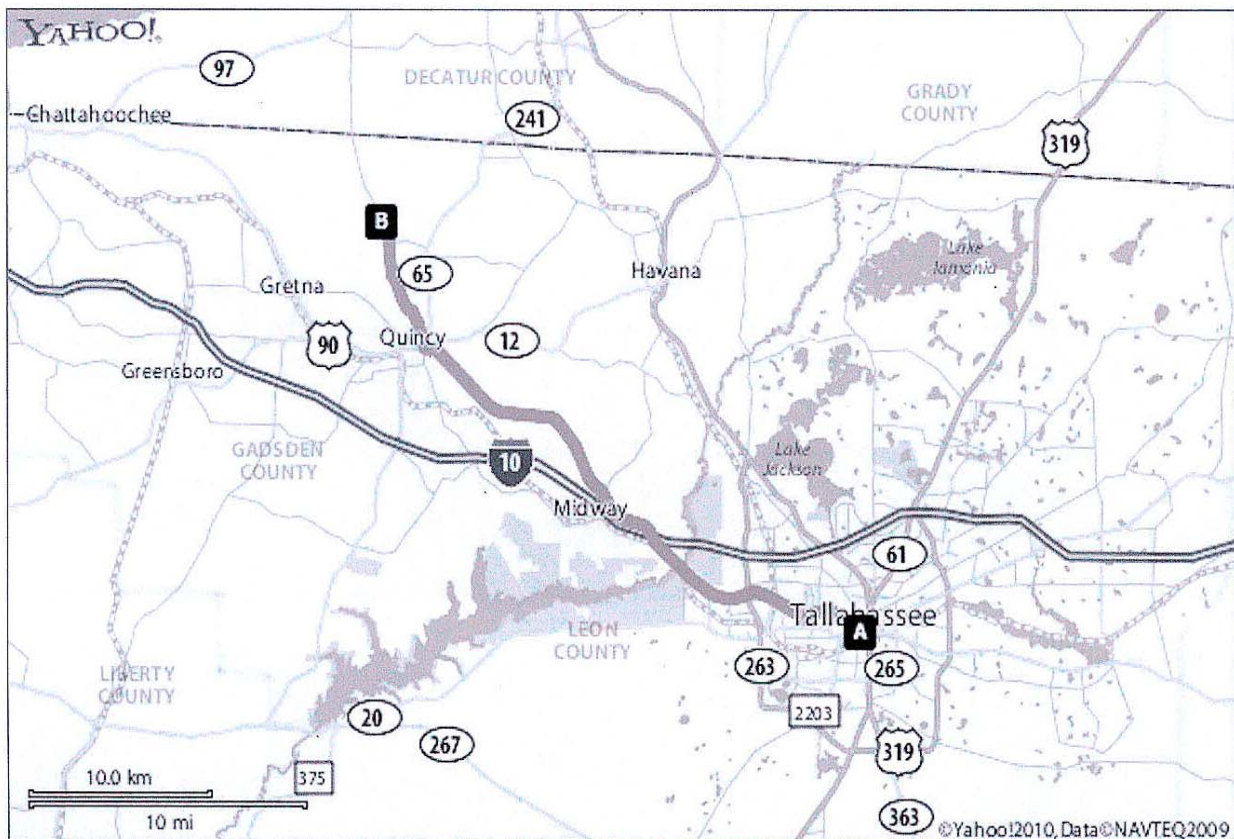 YAHOO!
97
DECATUR COUNTY
GRADY
COUNTY
Chattahoochee
241
319
B
Lake
Iamonia
65
Havana
Gretna
90
Quincy
12
Greensboro
GADSDEN
COUNTY
10
Lake
Jackson
Midway
61
Tallahassee
A
LEON
COUNTY
263
265
LIBERTY
COUNTY
20
2203
267
319
375
10.0 km
10 mi
363
©Yahoo!2010,Data©NAVTEQ2009